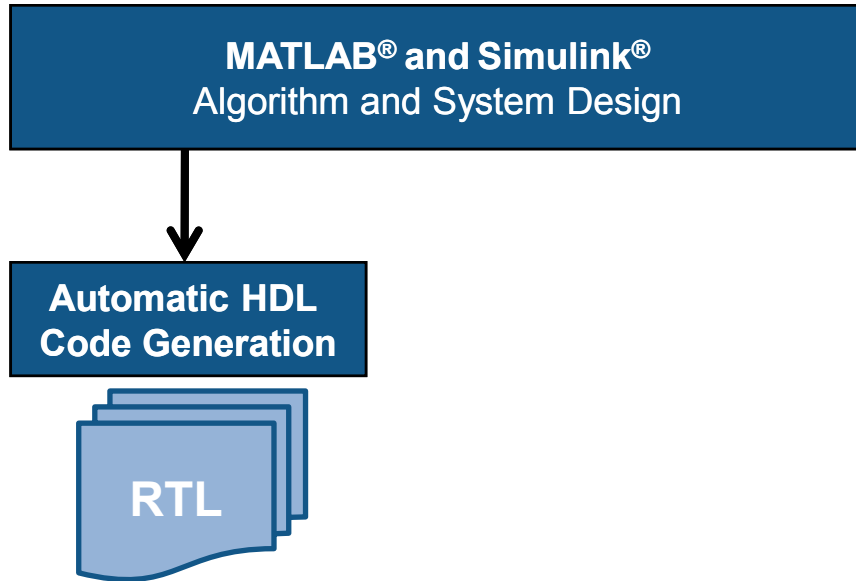 MATLAB® and Simulink®
Algorithm and System Design
Automatic HDL
Code Generation
RTL